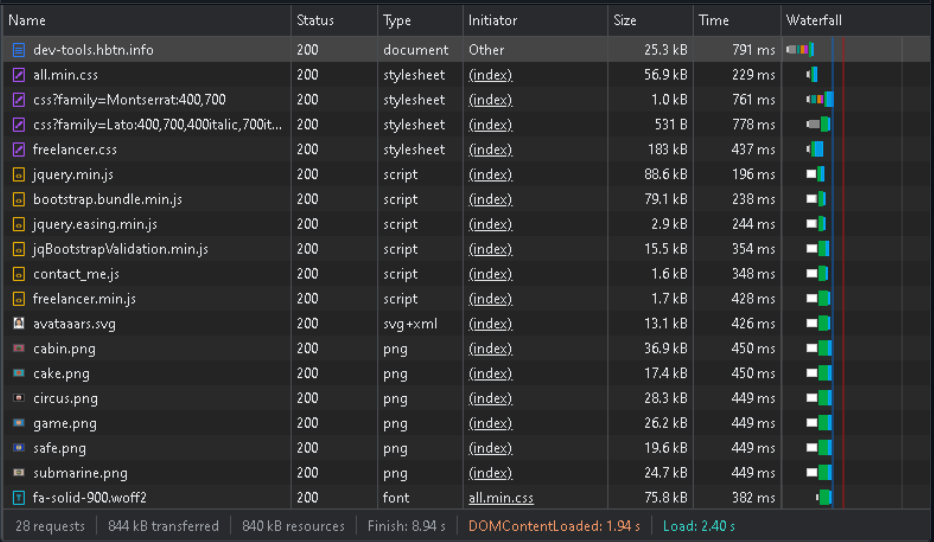 Name Status Type Initiator Size Time Waterfall
dev-tools.hbtn.info 200 document Other 25.3 kB 791 ms
all.min.css 200 stylesheet (index) 56.9 kB 229 ms
css?family=Montserrat:400,700 200 stylesheet (index) 1.0 kB 761 ms
css?family=Lato:400,700,400italic,700it... 200 stylesheet (index) 531 B 778 ms
freelancer.css 200 stylesheet (index) 183 kB 437 ms
jquery.min.js 200 script (index) 88.6 kB 196 ms
bootstrap.bundle.min.js 200 script (index) 79.1 kB 238 ms
jquery.easing.min.js 200 script (index) 2.9 kB 244 ms
jqBootstrapValidation.min.js 200 script (index) 15.5 kB 354 ms
contact_me.js 200 script (index) 1.6 kB 348 ms
freelancer.min.js 200 script (index) 1.7 kB 428 ms
avataaars.svg 200 svg+xml (index) 13.1 kB 426 ms
cabin.png 200 png (index) 36.9 kB 450 ms
cake.png 200 png (index) 17.4 kB 450 ms
circus.png 200 png (index) 28.3 kB 449 ms
game.png 200 png (index) 26.2 kB 449 ms
safe.png 200 png (index) 19.6 kB 449 ms
submarine.png 200 png (index) 24.7 kB 449 ms
fa-solid-900.woff2 200 font all.min.css 75.8 kB 382 ms
28 requests 844 kB transferred 840 kB resources Finish: 8.94 s DOMContentLoaded: 1.94 s Load: 2.40 s